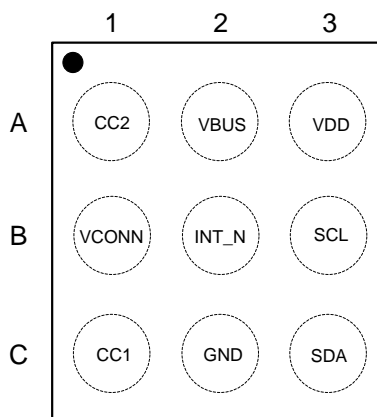 1 2 3
A CC2 VBUS VDD
B VCONN INT_N SCL
C CC1 GND SDA